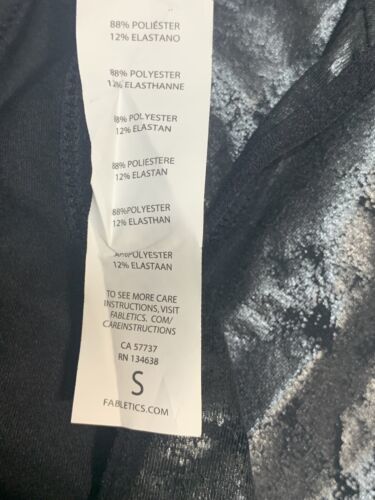 88% POLIÉSTER
12% ELASTANO
88% POLYESTER
12% ELASTHANNE
88% POLYESTER
12% ELASTAN
88% POLIESTERE
12% ELASTAN
88%POLYESTER
12% ELASTHAN
88%POLYESTER
12% ELASTAAN
TO SEE MORE CARE
INSTRUCTIONS,VISIT
FABLETICS. COM/
CAREINSTRUCTIONS
CA 57737
RN 134638
S
FABLETICS.COM